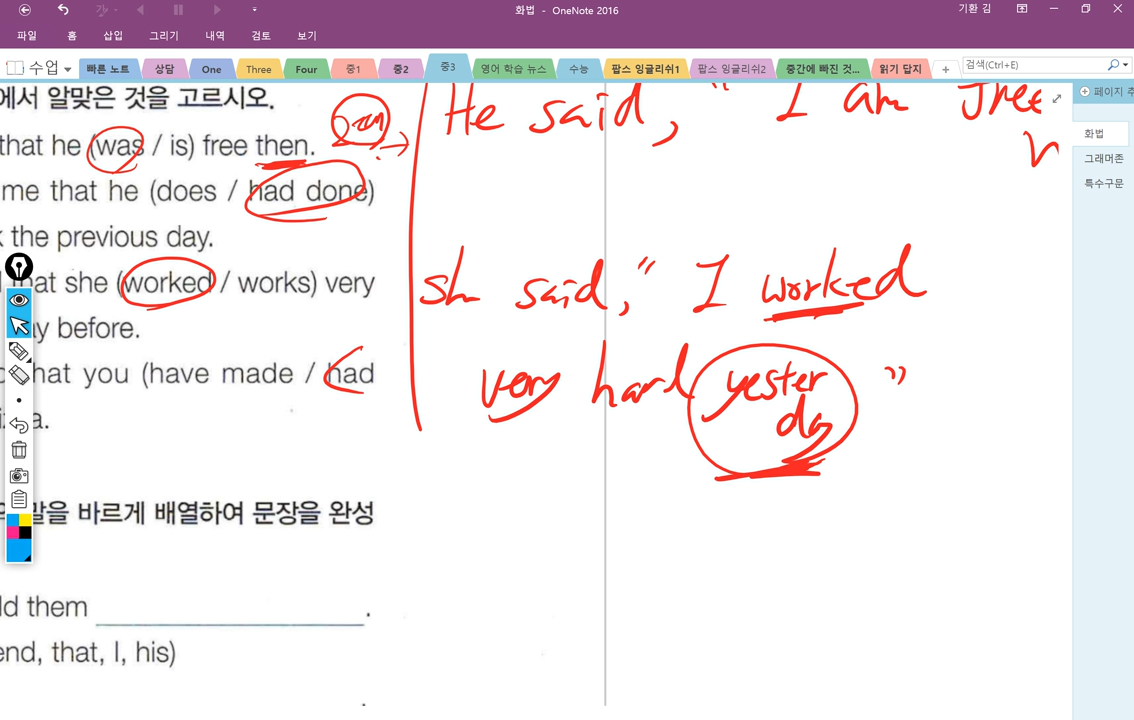 화법 - OneNote 2016
기환 김
파일 홈 삽입 그리기 내역 검토 보기
수업 빠른 노트 상담 One Three Four 중1 중2 중3 영어 학습 뉴스 수능 팝스 잉글리쉬1 팝스 잉글리쉬2 중간에 빠진 것... 읽기 답지 + 검색(Ctrl+E)
페이지 추
화법
그래머존
특수구문
에서 알맞은 것을 고르시오.
that he (was / is) free then.
me that he (does / had done)
the previous day.
that she (worked / works) very
before.
that you (have made / had
a.
말을 바르게 배열하여 문장을 완성
ld them .
end, that, I, his)
.
He said, " I am free
she said, " I worked
very hard yester "
day